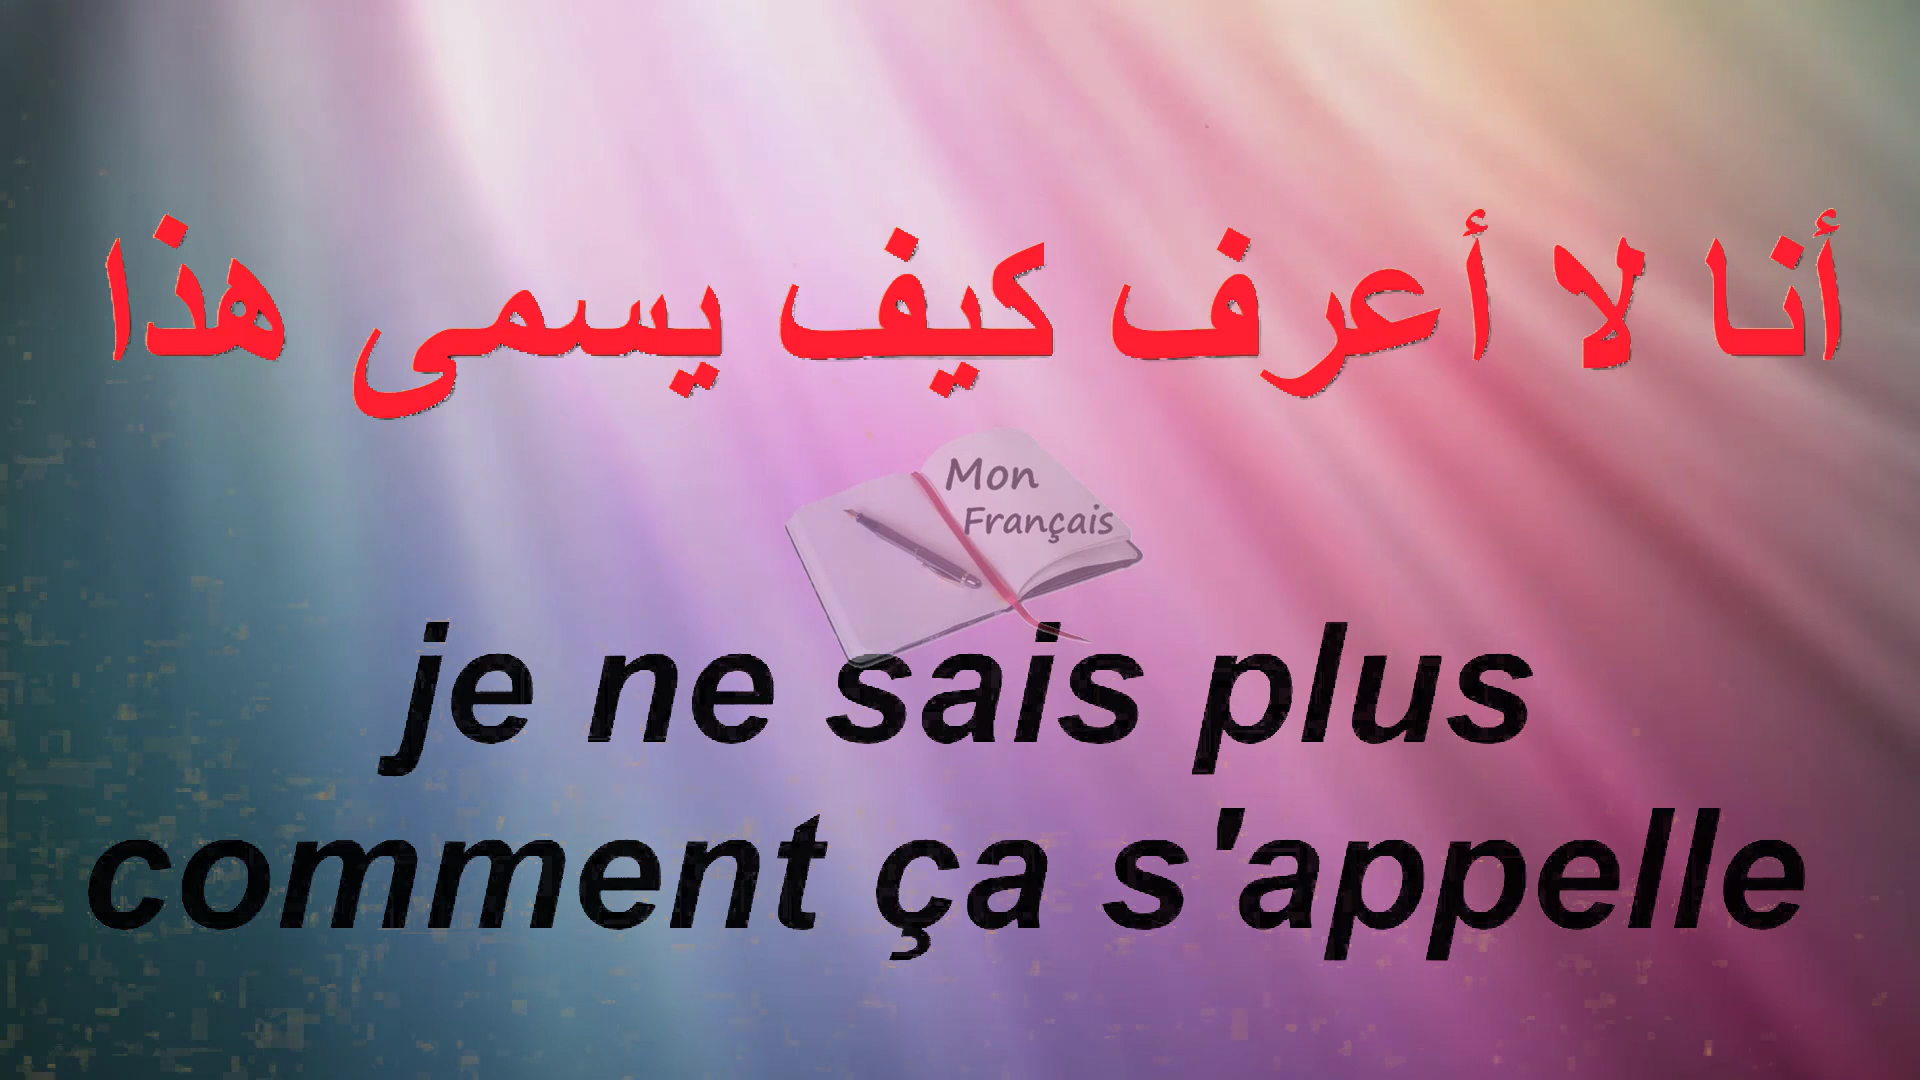 أنا لا أعرف كيف يسمى هذا
Mon
Français
je ne sais plus
comment ça s'appelle